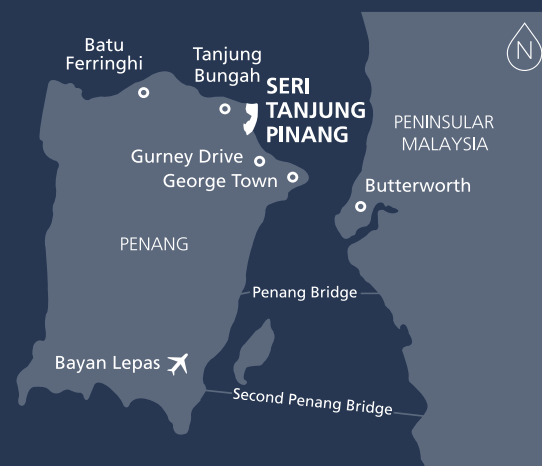 Batu
Ferringhi
Tanjung
Bungah
SERI
TANJUNG
PINANG
N
PENINSULAR
MALAYSIA
Gurney Drive
George Town
Butterworth
PENANG
Penang Bridge
Bayan Lepas
Second Penang Bridge